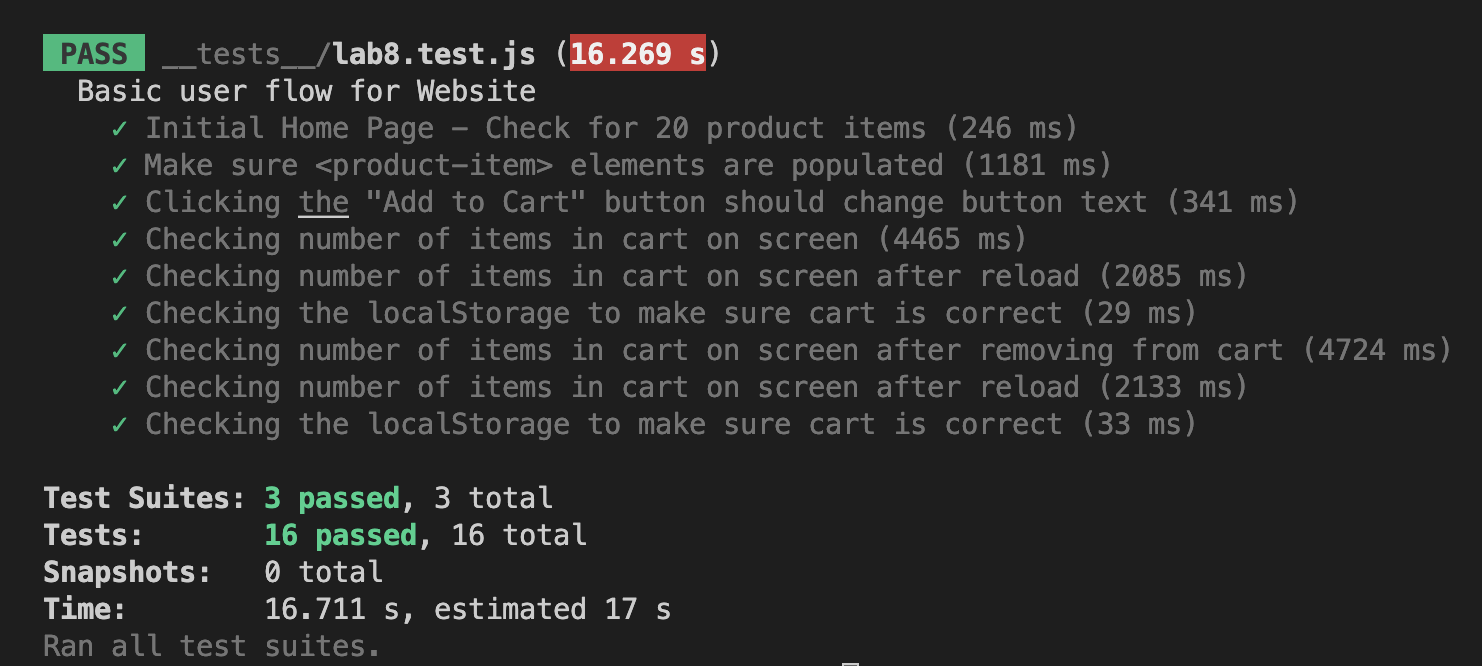 PASS __tests__/lab8.test.js (16.269 s)
Basic user flow for Website
✓ Initial Home Page – Check for 20 product items (246 ms)
✓ Make sure <product-item> elements are populated (1181 ms)
✓ Clicking the "Add to Cart" button should change button text (341 ms)
✓ Checking number of items in cart on screen (4465 ms)
✓ Checking number of items in cart on screen after reload (2085 ms)
✓ Checking the localStorage to make sure cart is correct (29 ms)
✓ Checking number of items in cart on screen after removing from cart (4724 ms)
✓ Checking number of items in cart on screen after reload (2133 ms)
✓ Checking the localStorage to make sure cart is correct (33 ms)
Test Suites: 3 passed, 3 total
Tests: 16 passed, 16 total
Snapshots: 0 total
Time: 16.711 s, estimated 17 s
Ran all test suites.